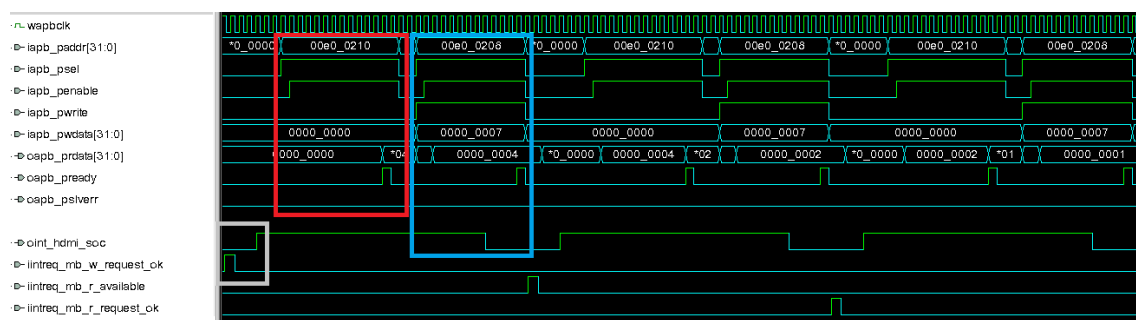 wapbclk
iapb_paddr[31:0] *0_0000 00e0_0210 00e0_0208 *0_0000 00e0_0210 00e0_0208 *0_0000 00e0_0210 00e0_0208
iapb_psel
iapb_penable
iapb_pwrite
iapb_pwdata[31:0] 0000_0000 0000_0007 0000_0000 0000_0007 0000_0000 0000_0007
oapb_prdata[31:0] *000_0000 *04 0000_0004 *0_0000 0000_0004 *02 0000_0002 *0_0000 0000_0002 *01 0000_0001
oapb_pready
oapb_pslverr
oint_hdmi_soc
iintreq_mb_w_request_ok
iintreq_mb_r_available
iintreq_mb_r_request_ok